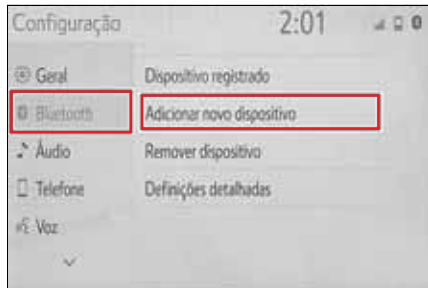 Configuração 2:01
Geral
Dispositivo registrado
Bluetooth
Adicionar novo dispositivo
Áudio
Remover dispositivo
Telefone
Definições detalhadas
Voz